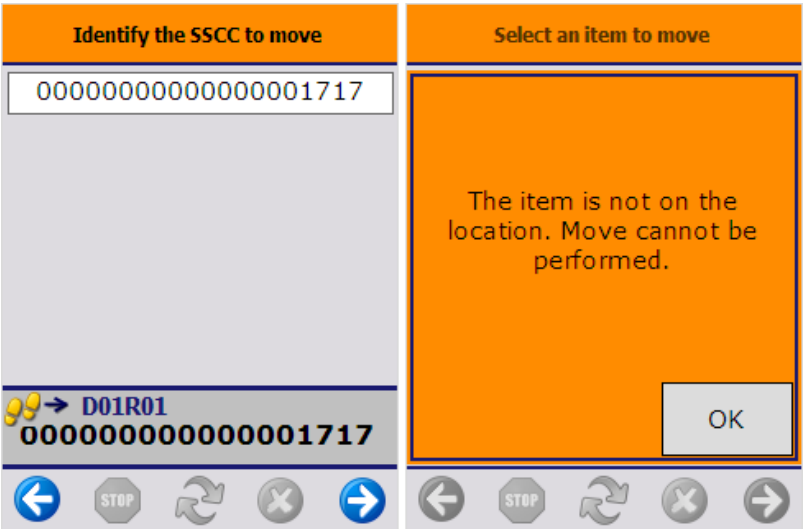 Identify the SSCC to move
00000000000000001717
D01R01
000000000000001717
STOP
Select an item to move
The item is not on the
location. Move cannot be
performed.
OK
STOP